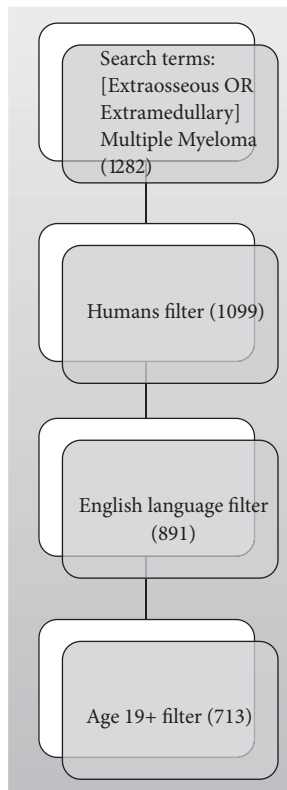 Search terms:
[Extraosseous OR
Extramedullary]
Multiple Myeloma
(1282)
Humans filter (1099)
English language filter
(891)
Age 19+ filter (713)